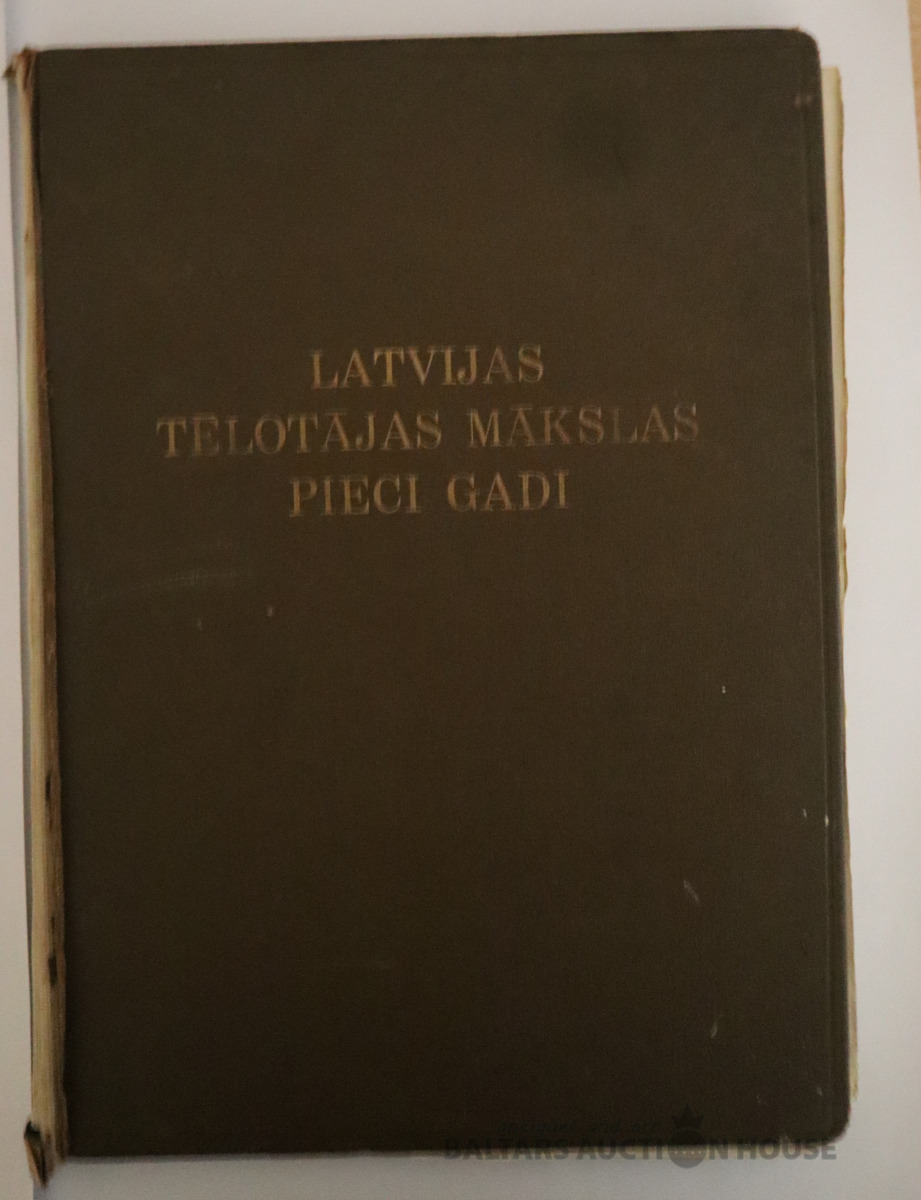 LATVIJAS
TĒLOTĀJAS MĀKSLAS
PIECI GADI
BALTARS AUCTION HOUSE